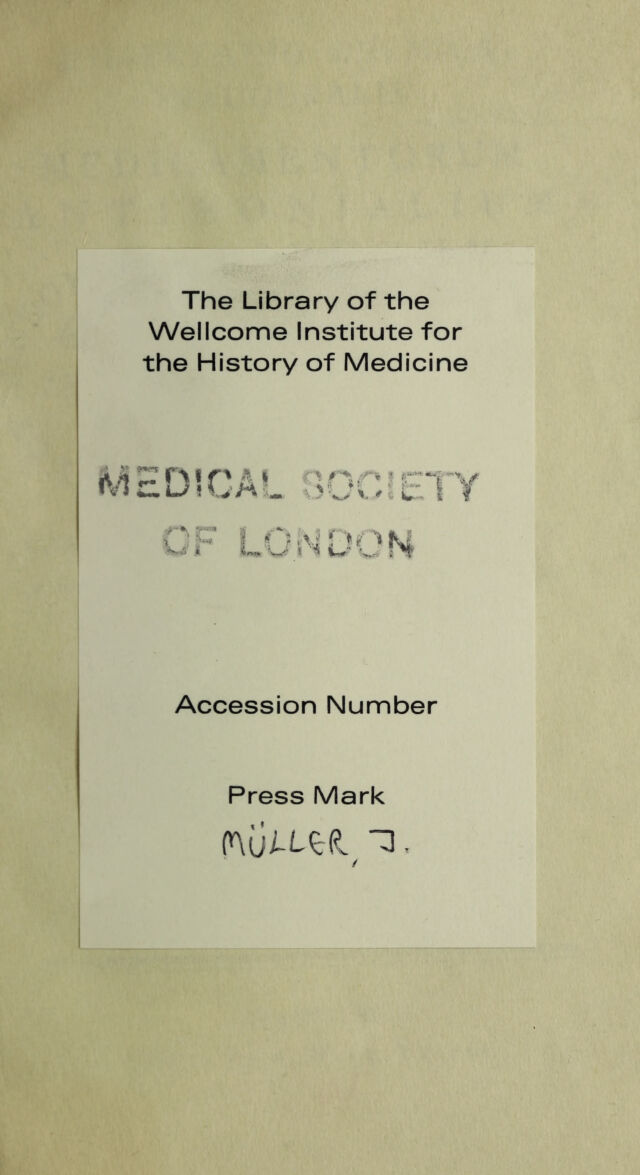 The Library of the
Wellcome Institute for
the History of Medicine
MEDICAL SOCIETY
OF LONDON
Accession Number
Press Mark
MÜLLER, J.